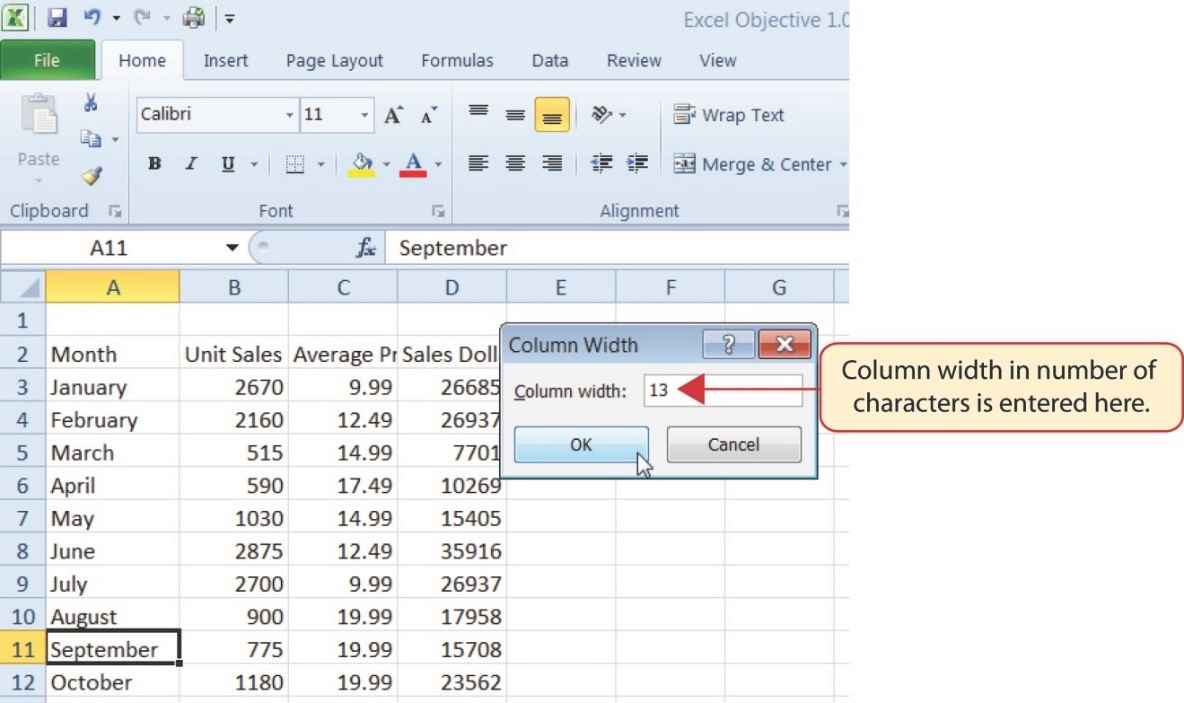 Excel Objective 1.0
File Home Insert Page Layout Formulas Data Review View
Calibri 11 A A Wrap Text
Paste B I U A Merge & Center
Clipboard Font Alignment
A11 fx September
A B C D E F G
1
2 Month Unit Sales Average Pr Sales Doll
3 January 2670 9.99 26685
4 February 2160 12.49 26937
5 March 515 14.99 7701
6 April 590 17.49 10269
7 May 1030 14.99 15405
8 June 2875 12.49 35916
9 July 2700 9.99 26937
10 August 900 19.99 17958
11 September 775 19.99 15708
12 October 1180 19.99 23562
Column Width
Column width: 13
OK Cancel
Column width in number of
characters is entered here.